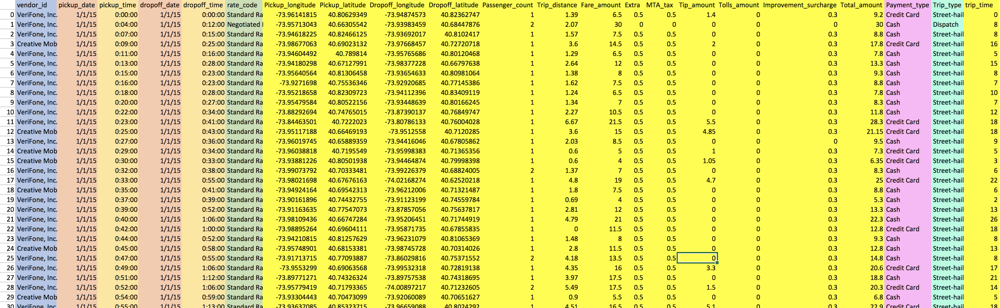 vendor_id pickup_date pickup_time dropoff_date dropoff_time rate_code Pickup_longitude Pickup_latitude Dropoff_longitude Dropoff_latitude Passenger_count Trip_distance Fare_amount Extra MTA_tax Tip_amount Tolls_amount Improvement_surcharge Total_amount Payment_type Trip_type trip_time
0 VeriFone, Inc. 1/1/15 0:00:00 1/1/15 0:00:00 Standard Ra -73.96141815 40.80629349 -73.94874573 40.82362747 1 1.39 6.5 0.5 0.5 1.4 0 0.3 9.2 Credit Card Street-hail 0
1 VeriFone, Inc. 1/1/15 0:04:00 1/1/15 0:12:00 Negotiated -73.95713043 40.66305542 -73.93983459 40.68447876 2 2.07 30 0 0 0 0 0 30 Cash Dispatch 8
2 VeriFone, Inc. 1/1/15 0:07:00 1/1/15 0:15:00 Standard Ra -73.94618225 40.82466125 -73.93692017 40.8102417 1 1.57 7.5 0.5 0.5 0 0 0.3 8.8 Cash Street-hail 8
3 Creative Mob 1/1/15 0:09:00 1/1/15 0:25:00 Standard Ra -73.98677063 40.69023132 -73.97668457 40.72720718 1 3.6 14.5 0.5 0.5 2 0 0.3 17.8 Credit Card Street-hail 16
4 VeriFone, Inc. 1/1/15 0:11:00 1/1/15 0:16:00 Standard Ra -73.94604492 40.789814 -73.95765686 40.80120468 1 1.29 6.5 0.5 0.5 0 0 0.3 7.8 Cash Street-hail 5
5 VeriFone, Inc. 1/1/15 0:13:00 1/1/15 0:28:00 Standard Ra -73.94180298 40.67127991 -73.98377228 40.66797638 1 2.64 12 0.5 0.5 0 0 0.3 13.3 Cash Street-hail 15
6 VeriFone, Inc. 1/1/15 0:15:00 1/1/15 0:23:00 Standard Ra -73.95640564 40.81306458 -73.93654633 40.80981064 1 1.38 8 0.5 0.5 0 0 0.3 9.3 Cash Street-hail 8
7 VeriFone, Inc. 1/1/15 0:16:00 1/1/15 0:23:00 Standard Ra -73.9271698 40.75536346 -73.92920685 40.77145386 1 1.62 7.5 0.5 0.5 0 0 0.3 8.8 Cash Street-hail 7
8 VeriFone, Inc. 1/1/15 0:18:00 1/1/15 0:28:00 Standard Ra -73.95218658 40.82309723 -73.94112396 40.83409119 1 1.24 6.5 0.5 0.5 0 0 0.3 7.8 Cash Street-hail 10
9 VeriFone, Inc. 1/1/15 0:20:00 1/1/15 0:27:00 Standard Ra -73.95479584 40.80522156 -73.93448639 40.80166245 1 1.34 7 0.5 0.5 0 0 0.3 8.3 Cash Street-hail 7
10 VeriFone, Inc. 1/1/15 0:22:00 1/1/15 0:34:00 Standard Ra -73.88292694 40.74765015 -73.87390137 40.76849747 1 2.27 10.5 0.5 0.5 0 0 0.3 11.8 Cash Street-hail 12
11 VeriFone, Inc. 1/1/15 0:23:00 1/1/15 0:41:00 Standard Ra -73.84463501 40.7222023 -73.80786133 40.76004028 1 6.67 21.5 0.5 0.5 5.5 0 0.3 28.3 Credit Card Street-hail 18
12 Creative Mob 1/1/15 0:25:00 1/1/15 0:43:00 Standard Ra -73.95117188 40.66469193 -73.9512558 40.7120285 1 3.6 15 0.5 0.5 4.85 0 0.3 21.15 Credit Card Street-hail 18
13 VeriFone, Inc. 1/1/15 0:27:00 1/1/15 0:36:00 Standard Ra -73.96019745 40.65889359 -73.94416046 40.67805862 1 2.03 8.5 0.5 0.5 0 0 0 9.5 Cash Street-hail 9
14 Creative Mob 1/1/15 0:29:00 1/1/15 0:34:00 Standard Ra -73.96038818 40.7195549 -73.95998383 40.71365356 1 0.6 5 0.5 0.5 1 0 0.3 7.3 Credit Card Street-hail 5
15 Creative Mob 1/1/15 0:30:00 1/1/15 0:33:00 Standard Ra -73.93881226 40.80501938 -73.94464874 40.79998398 1 0.6 4 0.5 0.5 1.05 0 0.3 6.35 Credit Card Street-hail 3
16 VeriFone, Inc. 1/1/15 0:32:00 1/1/15 0:38:00 Standard Ra -73.99073792 40.70333481 -73.99226379 40.68824005 2 1.37 7 0.5 0.5 0 0 0.3 8.3 Cash Street-hail 6
17 VeriFone, Inc. 1/1/15 0:33:00 1/1/15 0:55:00 Standard Ra -73.98021698 40.67676163 -74.02168274 40.62520218 1 4.8 19 0.5 0.5 4.7 0 0.3 25 Credit Card Street-hail 22
18 Creative Mob 1/1/15 0:35:00 1/1/15 0:41:00 Standard Ra -73.94924164 40.69542313 -73.96212006 40.71321487 1 1.8 7.5 0.5 0.5 0 0 0.3 8.8 Cash Street-hail 6
19 VeriFone, Inc. 1/1/15 0:37:00 1/1/15 0:39:00 Standard Ra -73.90161896 40.74432755 -73.91123199 40.74559784 1 0.69 4 0.5 0.5 0 0 0.3 5.3 Cash Street-hail 2
20 VeriFone, Inc. 1/1/15 0:39:00 1/1/15 0:52:00 Standard Ra -73.91163635 40.77547073 -73.87857056 40.75637817 1 2.81 12 0.5 0.5 0 0 0.3 13.3 Cash Street-hail 13
21 VeriFone, Inc. 1/1/15 0:40:00 1/1/15 1:06:00 Standard Ra -73.98109436 40.66747284 -73.95206451 40.71744919 1 4.79 21 0.5 0.5 0 0 0.3 22.3 Cash Street-hail 26
22 VeriFone, Inc. 1/1/15 0:42:00 1/1/15 1:00:00 Standard Ra -73.98895264 40.69604111 -73.95871735 40.67855835 1 0 11.5 0.5 0.5 0 0 0.3 12.8 Credit Card Street-hail 18
23 VeriFone, Inc. 1/1/15 0:44:00 1/1/15 0:52:00 Standard Ra -73.94210815 40.81257629 -73.96231079 40.81065369 1 1.48 8 0.5 0.5 0 0 0.3 9.3 Cash Street-hail 8
24 Creative Mob 1/1/15 0:45:00 1/1/15 0:58:00 Standard Ra -73.95748901 40.68153381 -73.98745728 40.70314026 1 2.8 11.5 0.5 0.5 0 0 0.3 12.8 Cash Street-hail 13
25 VeriFone, Inc. 1/1/15 0:47:00 1/1/15 0:55:00 Standard Ra -73.91713715 40.77093887 -73.86029816 40.75371552 2 4.18 13.5 0.5 0.5 0 0 0.3 14.8 Cash Street-hail 8
26 VeriFone, Inc. 1/1/15 0:49:00 1/1/15 1:06:00 Standard Ra -73.9553299 40.69063568 -73.99532318 40.72819138 1 4.35 16 0.5 0.5 3.3 0 0.3 20.6 Credit Card Street-hail 17
27 VeriFone, Inc. 1/1/15 0:51:00 1/1/15 1:12:00 Standard Ra -73.89771271 40.74326324 -73.89757538 40.74318695 1 3.97 17.5 0.5 0.5 0 0 0.3 18.8 Cash Street-hail 21
28 VeriFone, Inc. 1/1/15 0:52:00 1/1/15 1:06:00 Standard Ra -73.95779419 40.71793365 -74.00897217 40.71232605 2 5.49 17.5 0.5 0.5 1.5 0 0.3 20.3 Credit Card Street-hail 14
29 Creative Mob 1/1/15 0:54:00 1/1/15 0:59:00 Standard Ra -73.93304443 40.70473099 -73.92060089 40.70651627 1 0.9 5.5 0.5 0.5 0 0 0.3 6.8 Cash Street-hail 5
30 VeriFone, Inc. 1/1/15 0:55:00 1/1/15 1:13:00 Standard Ra -73.93637085 40.85323715 -73.96659088 40.8024292 1 4.51 16.5 0.5 0.5 5.1 0 0.3 22.9 Credit Card Street-hail 18